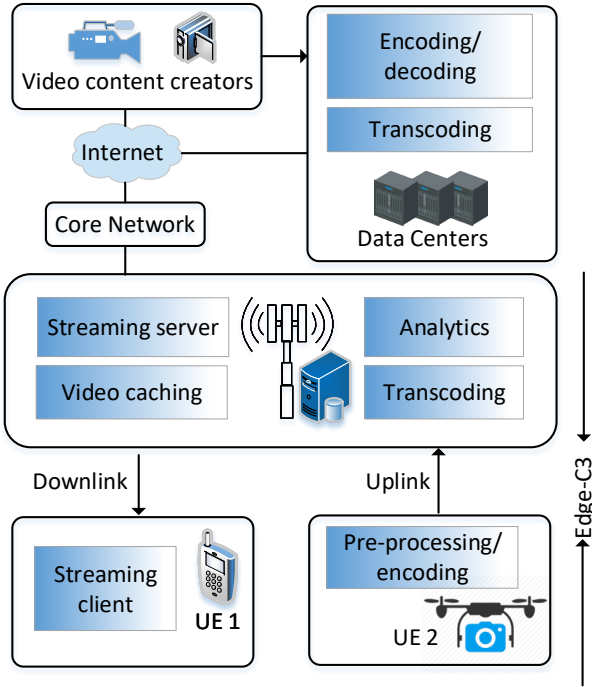 Video content creators
Encoding/
decoding
Transcoding
Data Centers
Internet
Core Network
Streaming server
Analytics
Video caching
Transcoding
Downlink
Uplink
Edge-C3
Streaming
client
UE 1
Pre-processing/
encoding
UE 2